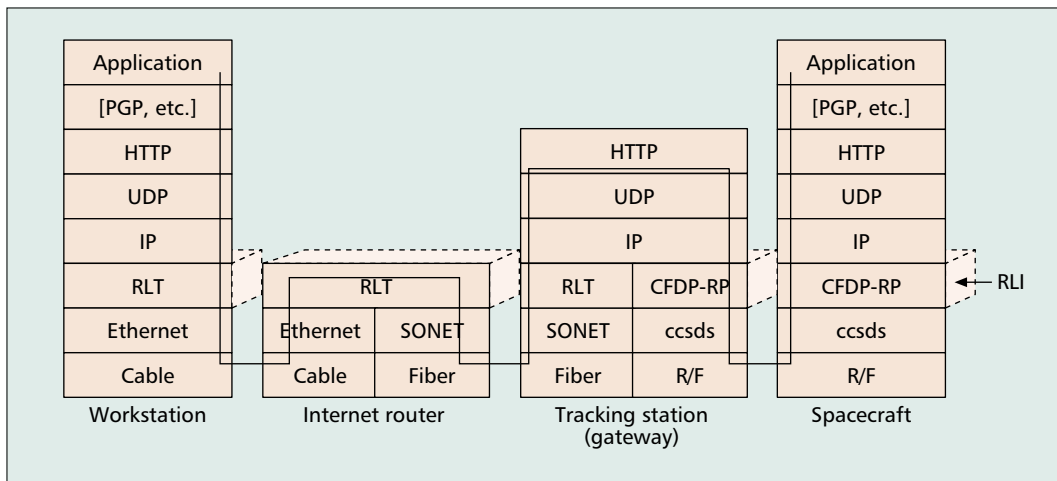 Application
[PGP, etc.]
HTTP
UDP
IP
RLT
Ethernet
Cable
Workstation
RLT
Ethernet
SONET
Cable
Fiber
Internet router
HTTP
UDP
IP
RLT
CFDP-RP
SONET
ccsds
Fiber
R/F
Tracking station
(gateway)
Application
[PGP, etc.]
HTTP
UDP
IP
CFDP-RP
ccsds
R/F
Spacecraft
RLI